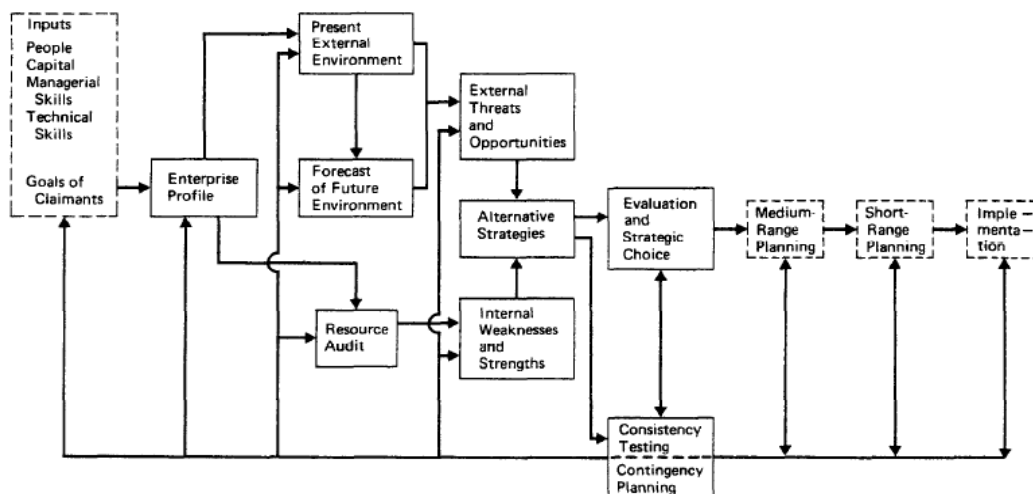 Inputs
People
Capital
Managerial
Skills
Technical
Skills
Goals of
Claimants
Enterprise
Profile
Present
External
Environment
Forecast
of Future
Environment
Resource
Audit
External
Threats
and
Opportunities
Alternative
Strategies
Internal
Weaknesses
and
Strengths
Evaluation
and
Strategic
Choice
Consistency
Testing
Contingency
Planning
Medium-
Range
Planning
Short-
Range
Planning
Imple-
menta-
tion